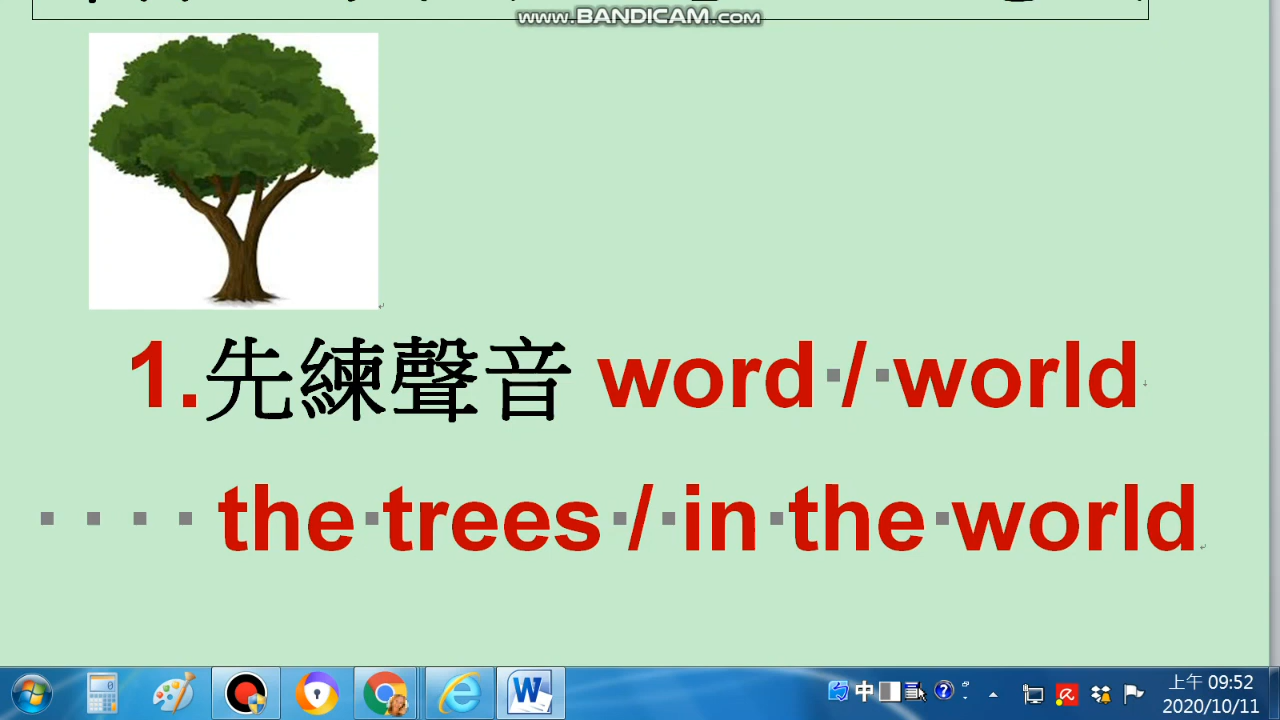 www.BANDICAM.com
1.先練聲音 word / world
the trees / in the world
中
上午 09:52
2020/10/11